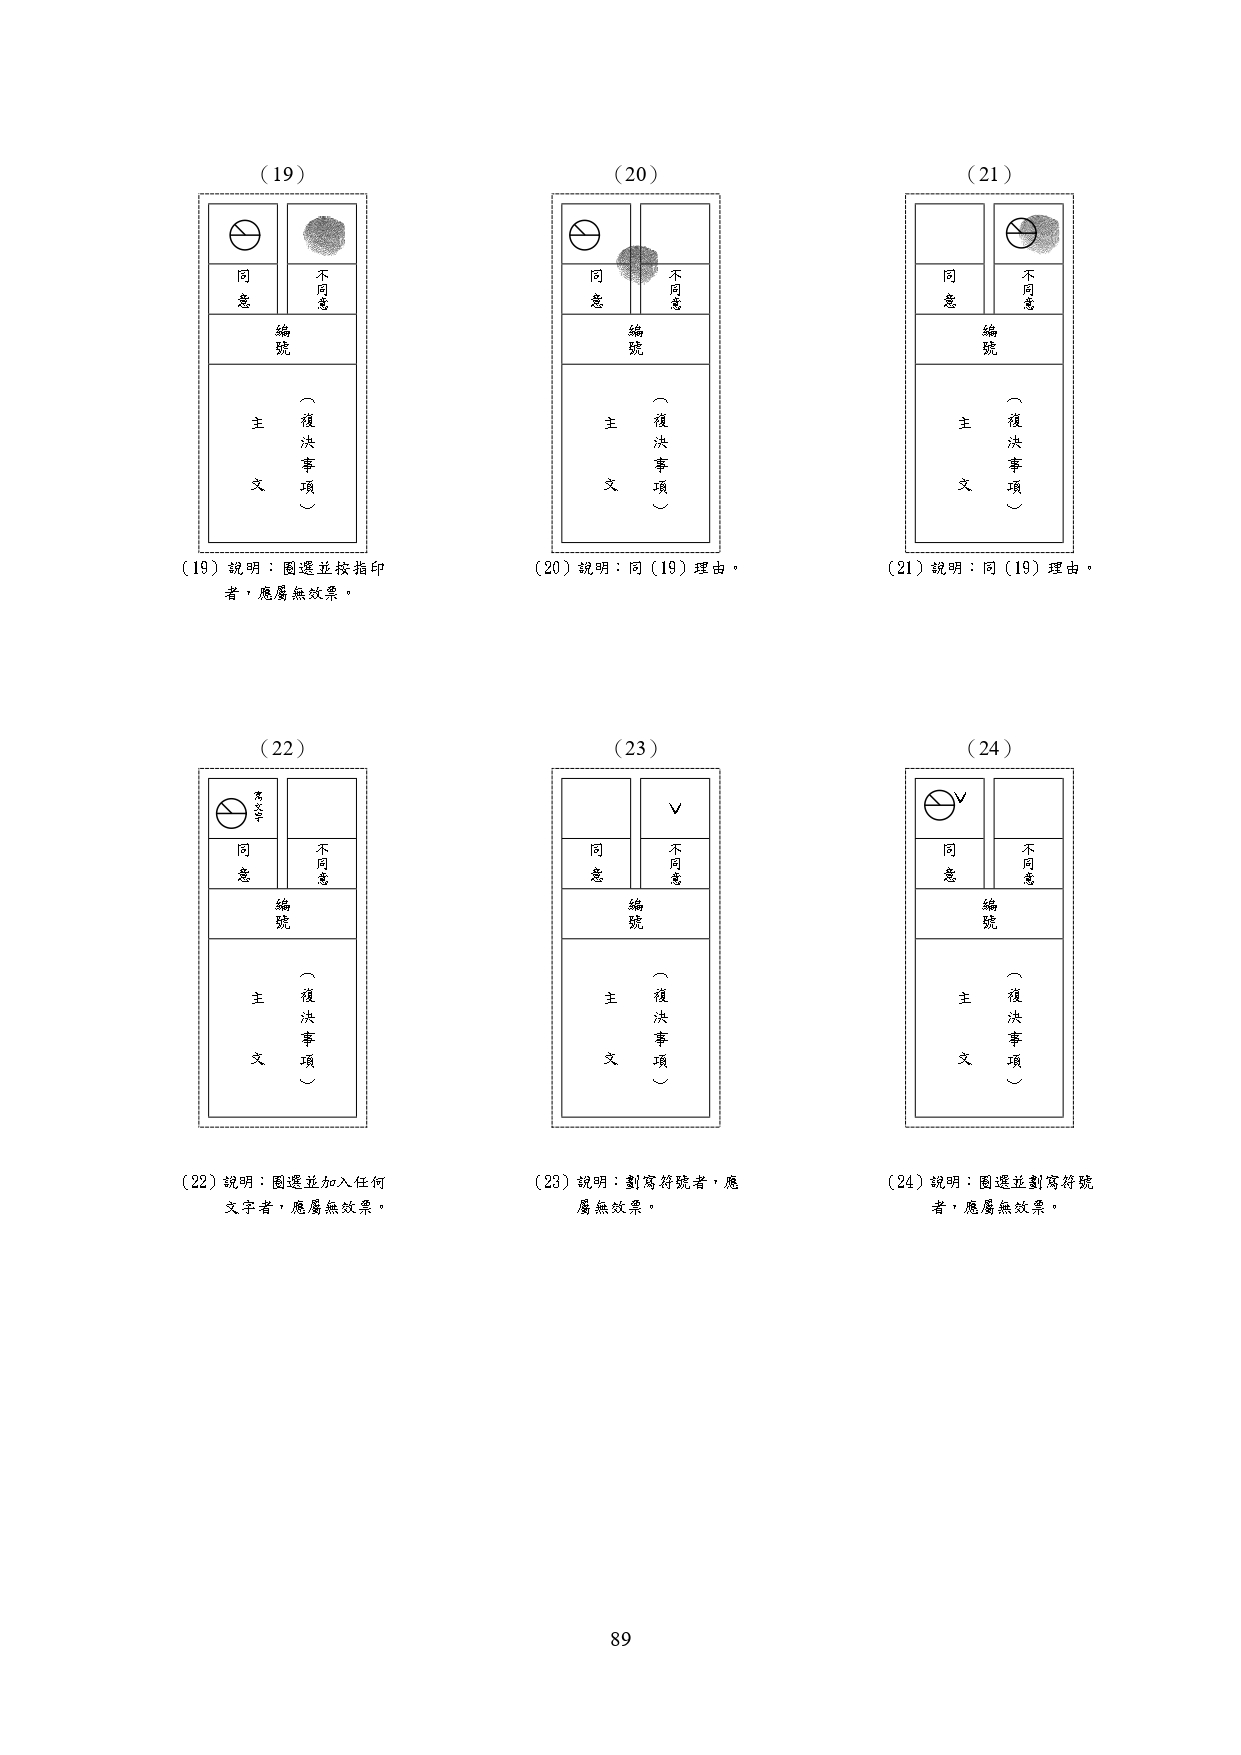 （19）
同意
不同意
編號
（複決事項）
主文
（19）說明：圈選並按指印
者，應屬無效票。
（20）
同意
不同意
編號
（複決事項）
主文
（20）說明：同（19）理由。
（21）
同意
不同意
編號
（複決事項）
主文
（21）說明：同（19）理由。
（22）
寫文字
同意
不同意
編號
（複決事項）
主文
（22）說明：圈選並加入任何
文字者，應屬無效票。
（23）
同意
不同意
編號
（複決事項）
主文
（23）說明：劃寫符號者，應
屬無效票。
（24）
同意
不同意
編號
（複決事項）
主文
（24）說明：圈選並劃寫符號
者，應屬無效票。
89